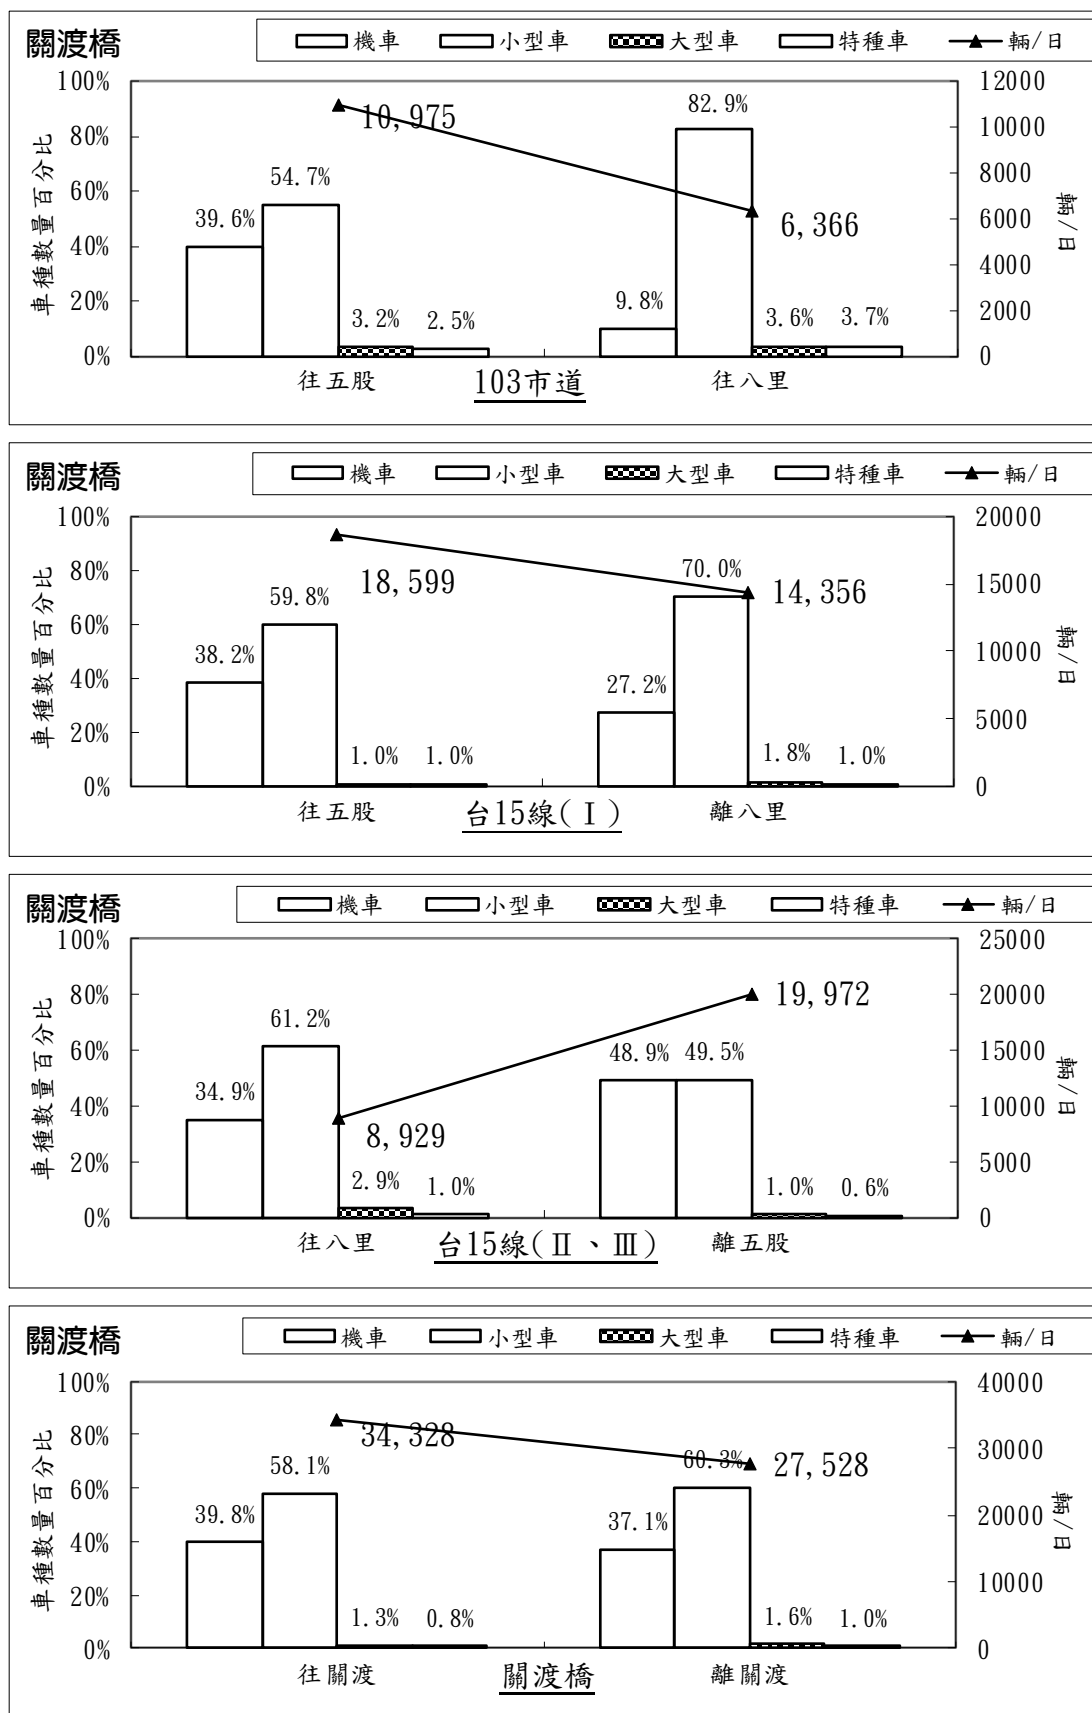 關渡橋
機車 小型車 大型車 特種車 輛/日
車種數量百分比
100%
80%
60%
40%
20%
0%
39.6% 54.7% 3.2% 2.5%
9.8% 82.9% 3.6% 3.7%
10,975
6,366
12000
10000
8000
6000
4000
2000
0
輛/日
往五股 往八里
103市道
關渡橋
機車 小型車 大型車 特種車 輛/日
車種數量百分比
100%
80%
60%
40%
20%
0%
38.2% 59.8% 1.0% 1.0%
27.2% 70.0% 1.8% 1.0%
18,599
14,356
20000
15000
10000
5000
0
輛/日
往五股 離八里
台15線(Ⅰ)
關渡橋
機車 小型車 大型車 特種車 輛/日
車種數量百分比
100%
80%
60%
40%
20%
0%
34.9% 61.2% 2.9% 1.0%
48.9% 49.5% 1.0% 0.6%
8,929
19,972
25000
20000
15000
10000
5000
0
輛/日
往八里 離五股
台15線(Ⅱ、Ⅲ)
關渡橋
機車 小型車 大型車 特種車 輛/日
車種數量百分比
100%
80%
60%
40%
20%
0%
39.8% 58.1% 1.3% 0.8%
37.1% 60.3% 1.6% 1.0%
34,328
27,528
40000
30000
20000
10000
0
輛/日
往關渡 離關渡
關渡橋